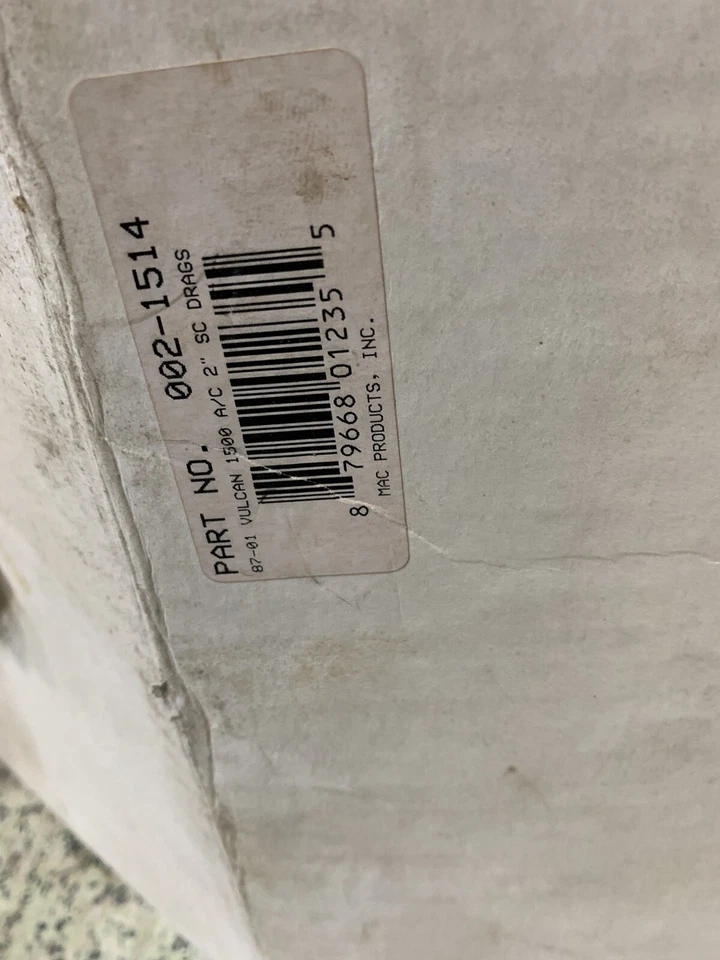 PART NO. 002-1514
87-01 VULCAN 1500 A/C 2" SC DRAGS
8 79668 01235 5
MAC PRODUCTS, INC.